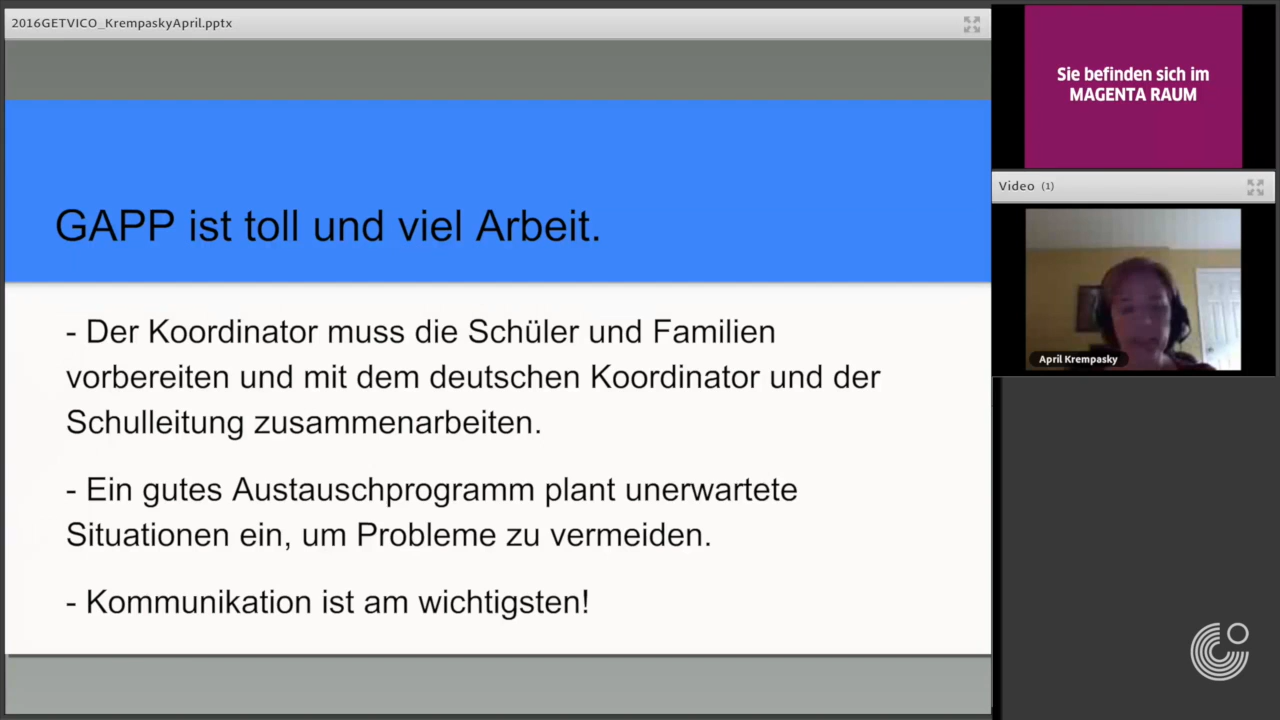 2016GETVICO_KrempaskyApril.pptx
GAPP ist toll und viel Arbeit.
- Der Koordinator muss die Schüler und Familien
vorbereiten und mit dem deutschen Koordinator und der
Schulleitung zusammenarbeiten.
- Ein gutes Austauschprogramm plant unerwartete
Situationen ein, um Probleme zu vermeiden.
- Kommunikation ist am wichtigsten!
Sie befinden sich im
MAGENTA RAUM
Video (1)
April Krempasky